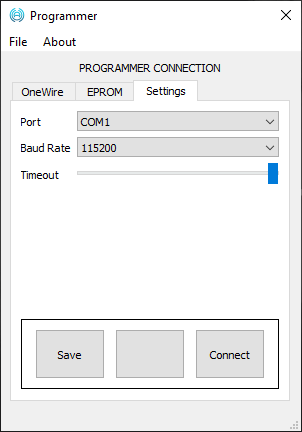 Programmer
File About
PROGRAMMER CONNECTION
OneWire EPROM Settings
Port COM1
Baud Rate 115200
Timeout
Save Connect